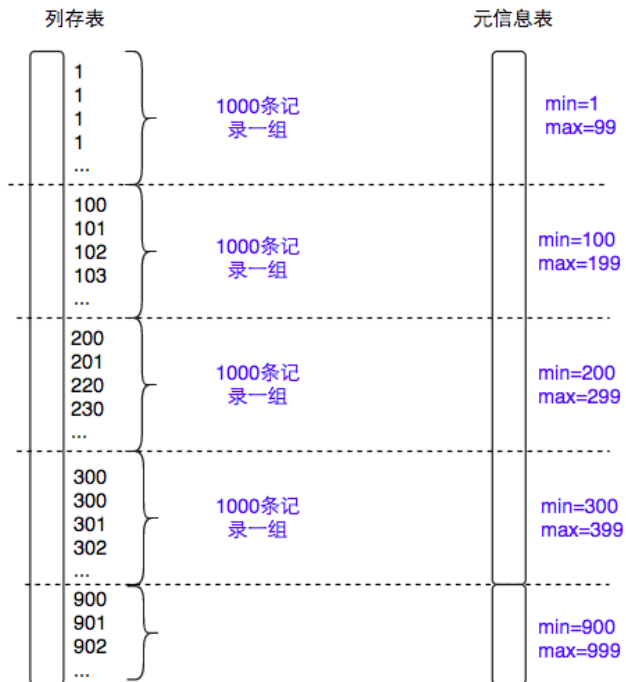 列存表
元信息表
1
1
1
1
...
1000条记
录一组
min=1
max=99
100
101
102
103
...
1000条记
录一组
min=100
max=199
200
201
220
230
...
1000条记
录一组
min=200
max=299
300
300
301
302
...
1000条记
录一组
min=300
max=399
900
901
902
...
min=900
max=999